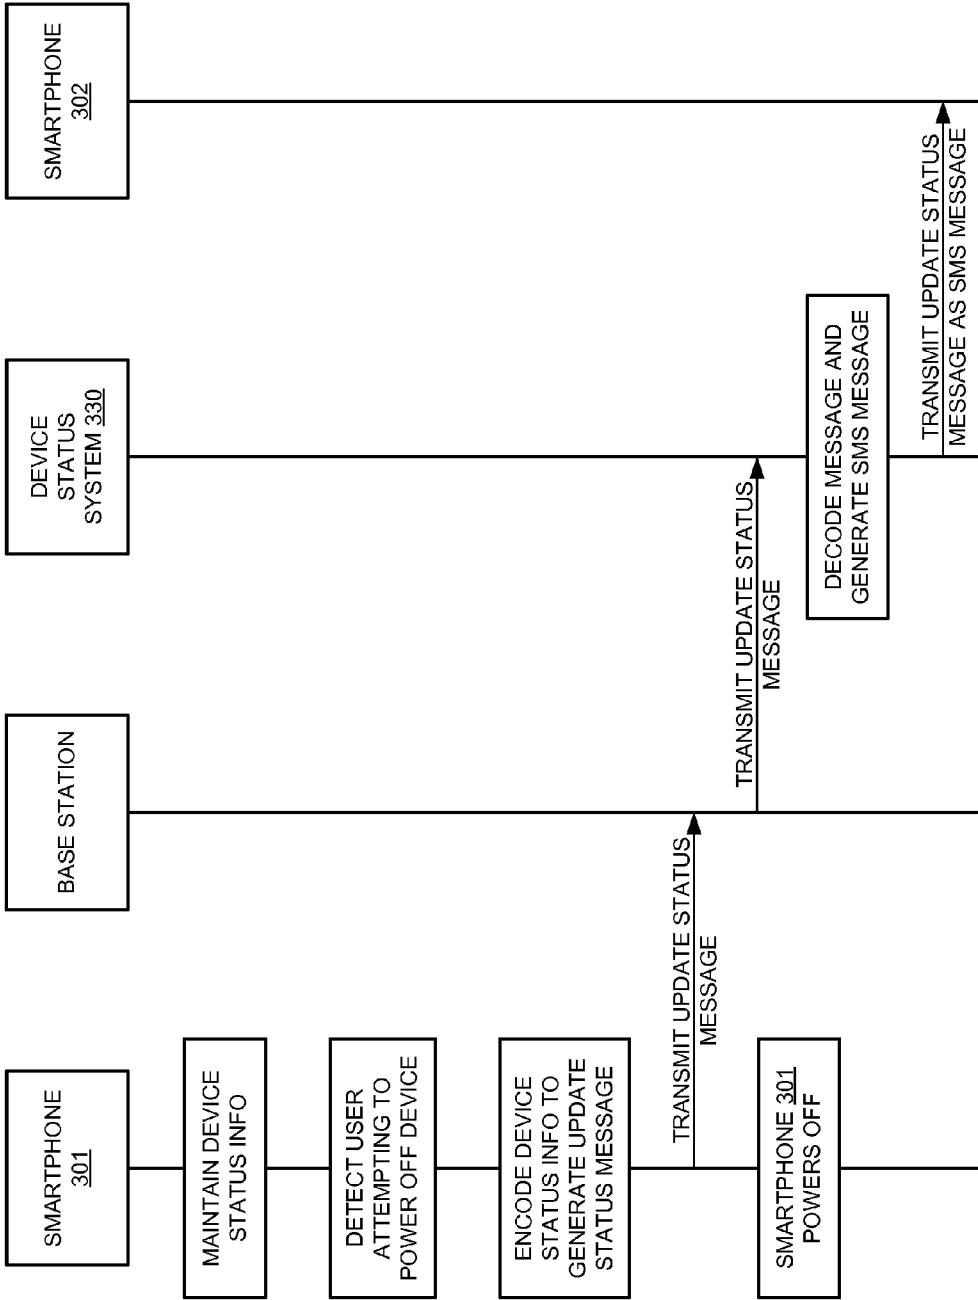 SMARTPHONE
301
BASE STATION
DEVICE
STATUS
SYSTEM 330
SMARTPHONE
302
MAINTAIN DEVICE
STATUS INFO
DETECT USER
ATTEMPTING TO
POWER OFF DEVICE
ENCODE DEVICE
STATUS INFO TO
GENERATE UPDATE
STATUS MESSAGE
TRANSMIT UPDATE STATUS
MESSAGE
TRANSMIT UPDATE STATUS
MESSAGE
SMARTPHONE 301
POWERS OFF
DECODE MESSAGE AND
GENERATE SMS MESSAGE
TRANSMIT UPDATE STATUS
MESSAGE AS SMS MESSAGE